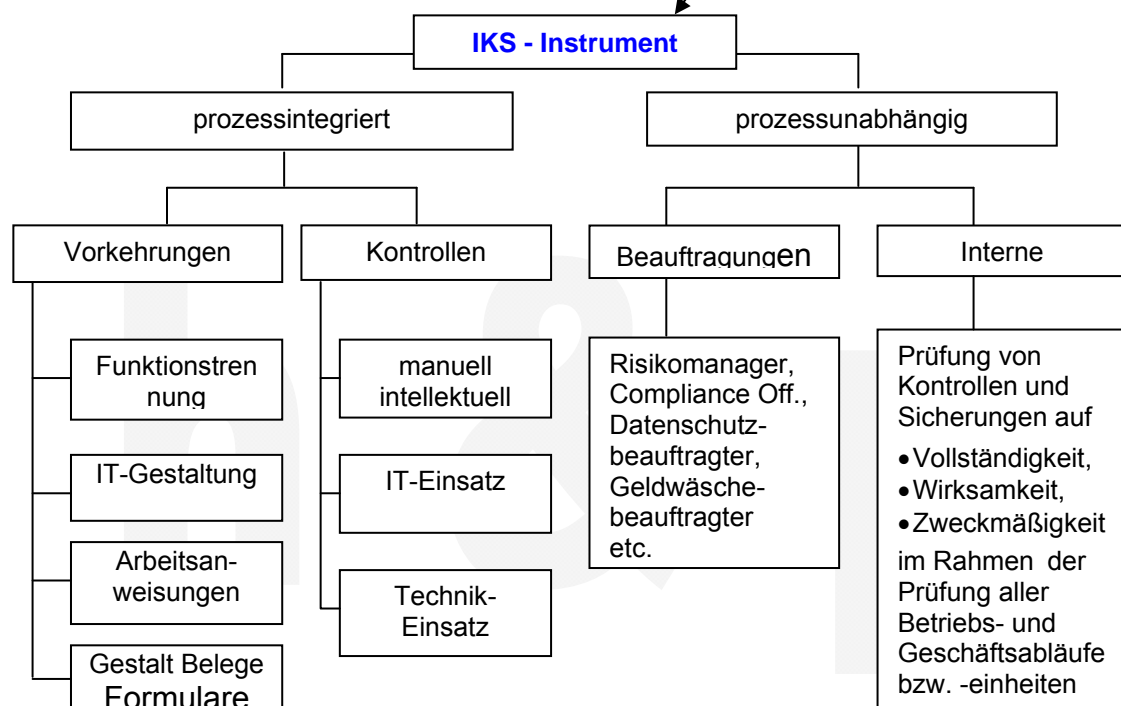 IKS - Instrument
prozessintegriert
prozessunabhängig
Vorkehrungen
Kontrollen
Beauftragungen
Interne
Funktionstren
nung
IT-Gestaltung
Arbeitsan-
weisungen
Gestalt Belege
Formulare
manuell
intellektuell
IT-Einsatz
Technik-
Einsatz
Risikomanager,
Compliance Off.,
Datenschutz-
beauftragter,
Geldwäsche-
beauftragter
etc.
Prüfung von
Kontrollen und
Sicherungen auf
•Vollständigkeit,
•Wirksamkeit,
•Zweckmäßigkeit
im Rahmen der
Prüfung aller
Betriebs- und
Geschäftsabläufe
bzw. -einheiten